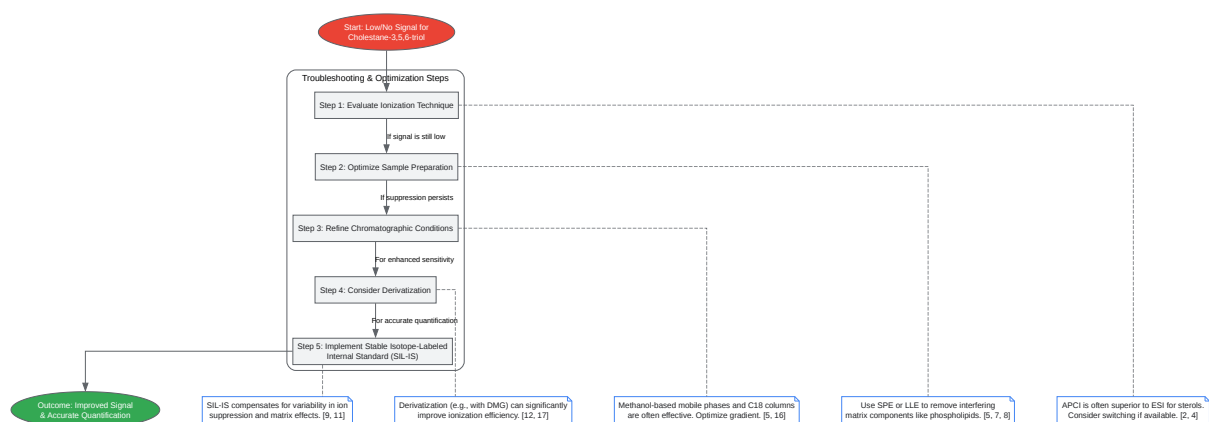 Start: Low/No Signal for
Cholestane-3,5,6-triol
Troubleshooting & Optimization Steps
Step 1: Evaluate Ionization Technique
If signal is still low
Step 2: Optimize Sample Preparation
If suppression persists
Step 3: Refine Chromatographic Conditions
For enhanced sensitivity
Step 4: Consider Derivatization
For accurate quantification
Step 5: Implement Stable Isotope-Labeled
Internal Standard (SIL-IS)
Outcome: Improved Signal
& Accurate Quantification
SIL-IS compensates for variability in ion
suppression and matrix effects. [9, 11]
Derivatization (e.g., with DMG) can significantly
improve ionization efficiency. [12, 17]
Methanol-based mobile phases and C18 columns
are often effective. Optimize gradient. [5, 16]
Use SPE or LLE to remove interfering
matrix components like phospholipids. [5, 7, 8]
APCI is often superior to ESI for sterols.
Consider switching if available. [2, 4]